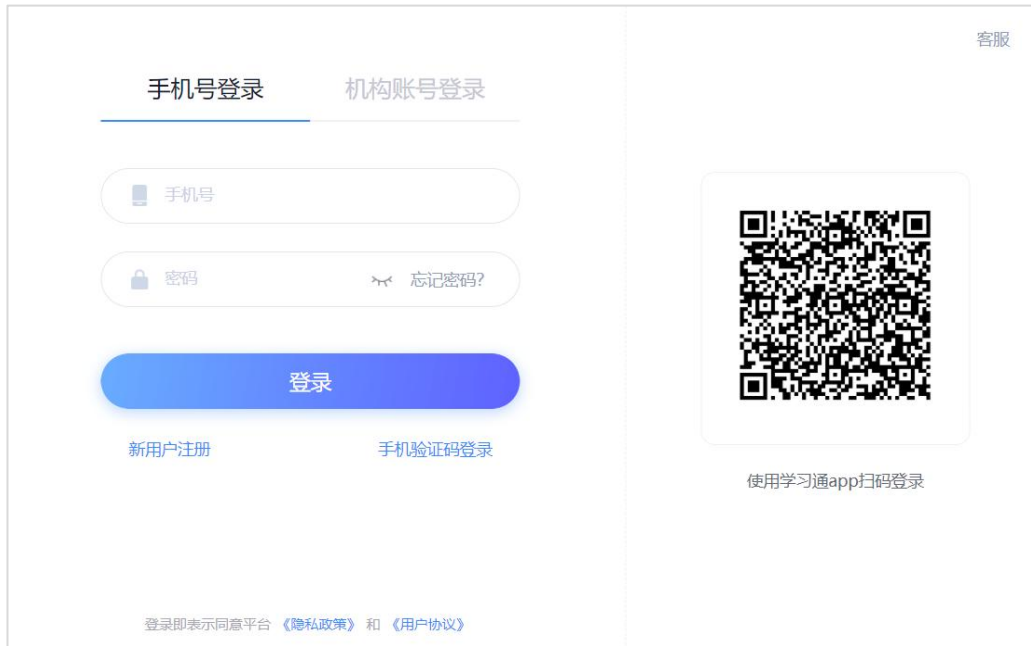 客服
手机号登录 机构账号登录
手机号
密码 忘记密码?
登录
新用户注册 手机验证码登录
使用学习通app扫码登录
登录即表示同意平台 《隐私政策》 和 《用户协议》